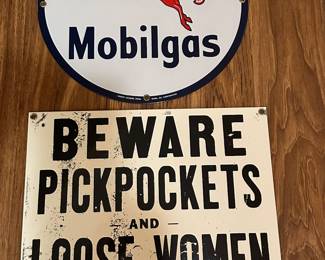 Mobilgas
BEWARE
PICKPOCKETS
AND
LOOSE WOMEN